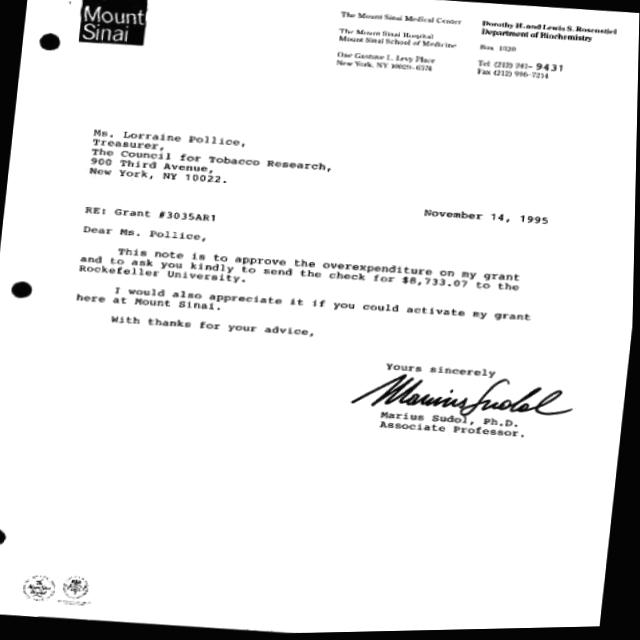 Mount
Sinai
The Mount Sinai Medical Center
The Mount Sinai Hospital
Mount Sinai School of Medicine
One Gustave L. Levy Place
New York, NY 10029-6574
Dorothy H. and Lewis S. Rosenstiel
Department of Biochemistry
Box 1020
Tel (212) 241-9431
Fax (212) 996-7214
Ms. Lorraine Pollice,
Treasurer,
The Council for Tobacco Research,
900 Third Avenue,
New York, NY 10022.
November 14, 1995
RE: Grant #3035AR1
Dear Ms. Pollice,
This note is to approve the overexpenditure on my grant
and to ask you kindly to send the check for $8,733.07 to the
Rockefeller University.
I would also appreciate it if you could activate my grant
here at Mount Sinai.
With thanks for your advice,
Yours sincerely
Marius Sudol
Marius Sudol, Ph.D.
Associate Professor.